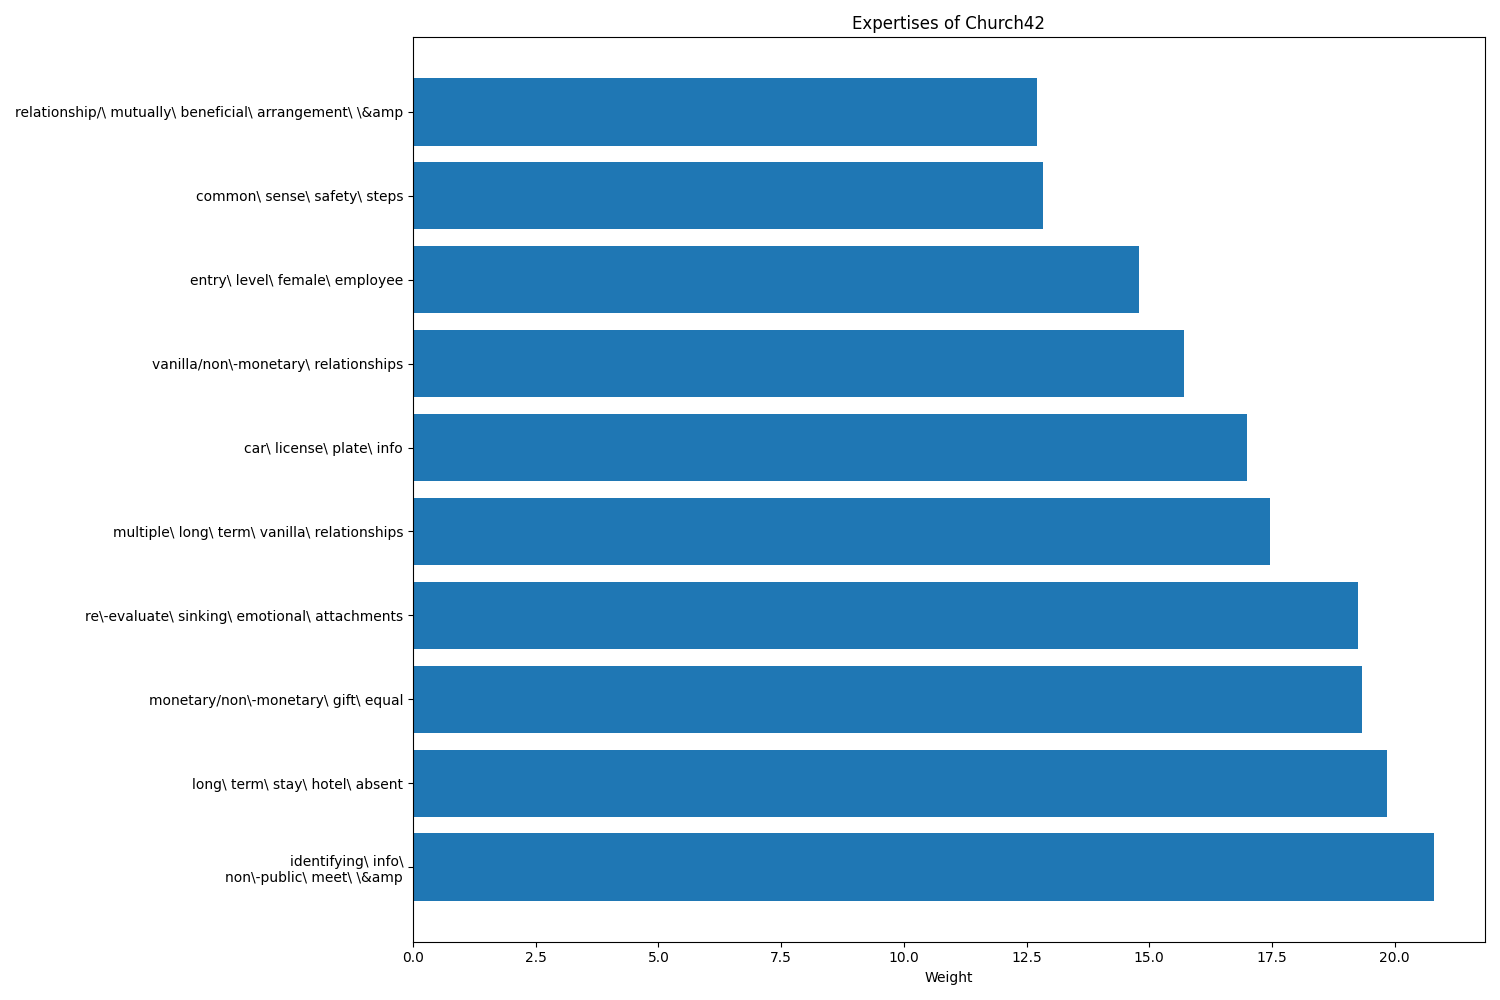 Expertises of Church42
relationship/\ mutually\ beneficial\ arrangement\ \&amp
common\ sense\ safety\ steps
entry\ level\ female\ employee
vanilla/non\-monetary\ relationships
car\ license\ plate\ info
multiple\ long\ term\ vanilla\ relationships
re\-evaluate\ sinking\ emotional\ attachments
monetary/non\-monetary\ gift\ equal
long\ term\ stay\ hotel\ absent
identifying\ info\
non\-public\ meet\ \&amp
0.0 2.5 5.0 7.5 10.0 12.5 15.0 17.5 20.0
Weight